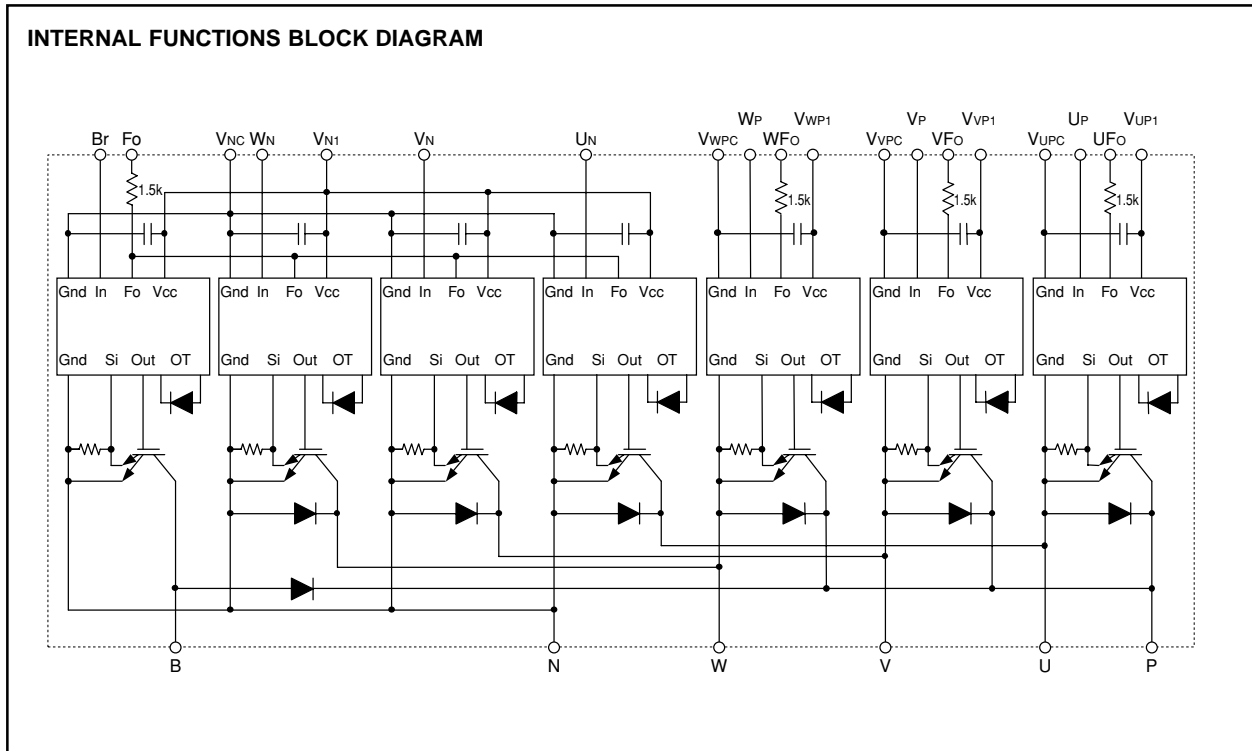 INTERNAL FUNCTIONS BLOCK DIAGRAM
WP VWP1 VP VVP1 UP VUP1
Br Fo VNC WN VN1 VN UN VWPC WFO VVPC VFO VUPC UFO
1.5k 1.5k 1.5k 1.5k
Gnd In Fo Vcc Gnd In Fo Vcc Gnd In Fo Vcc Gnd In Fo Vcc Gnd In Fo Vcc Gnd In Fo Vcc Gnd In Fo Vcc
Gnd Si Out OT Gnd Si Out OT Gnd Si Out OT Gnd Si Out OT Gnd Si Out OT Gnd Si Out OT Gnd Si Out OT
B N W V U P